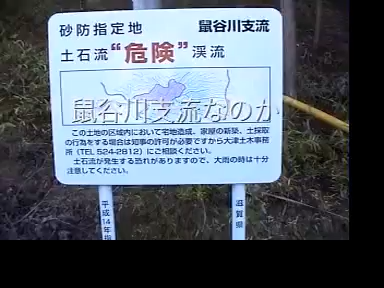 砂防指定地 鼠谷川支流
土石流“危険”渓流
鼠谷川支流なのか
この土地の区域内において宅地造成、家屋の新築、土採取
の行為をする場合は知事の許可が必要ですから大津土木事務
所（TEL 524-2812）にご相談ください。
土石流が発生する恐れがありますので、大雨の時は十分
注意してください。
平成14年指
滋賀県